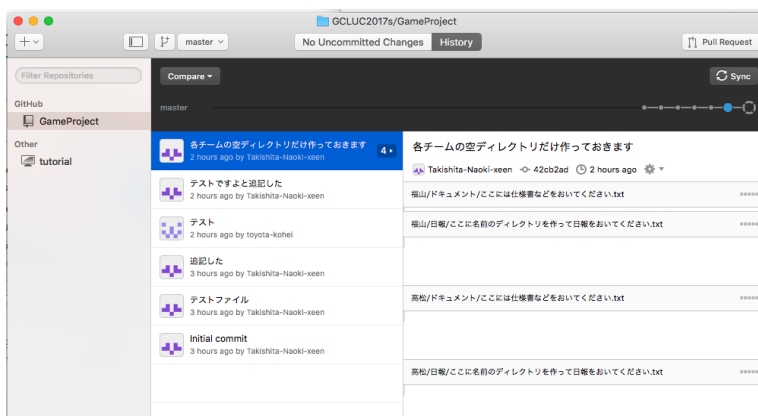 GCLUC2017s/GameProject
master
No Uncommitted Changes
History
Pull Request
Filter Repositories
GitHub
GameProject
Other
tutorial
Compare
Sync
master
各チームの空ディレクトリだけ作っておきます
2 hours ago by Takishita-Naoki-xeen
4
テストですよと追記した
2 hours ago by Takishita-Naoki-xeen
テスト
2 hours ago by toyota-kohei
追記した
3 hours ago by Takishita-Naoki-xeen
テストファイル
3 hours ago by Takishita-Naoki-xeen
Initial commit
3 hours ago by Takishita-Naoki-xeen
各チームの空ディレクトリだけ作っておきます
Takishita-Naoki-xeen 42cb2ad 2 hours ago
福山/ドキュメント/ここには仕様書などをおいてください.txt
福山/日報/ここに名前のディレクトリを作って日報をおいてください.txt
高松/ドキュメント/ここには仕様書などをおいてください.txt
高松/日報/ここに名前のディレクトリを作って日報をおいてください.txt